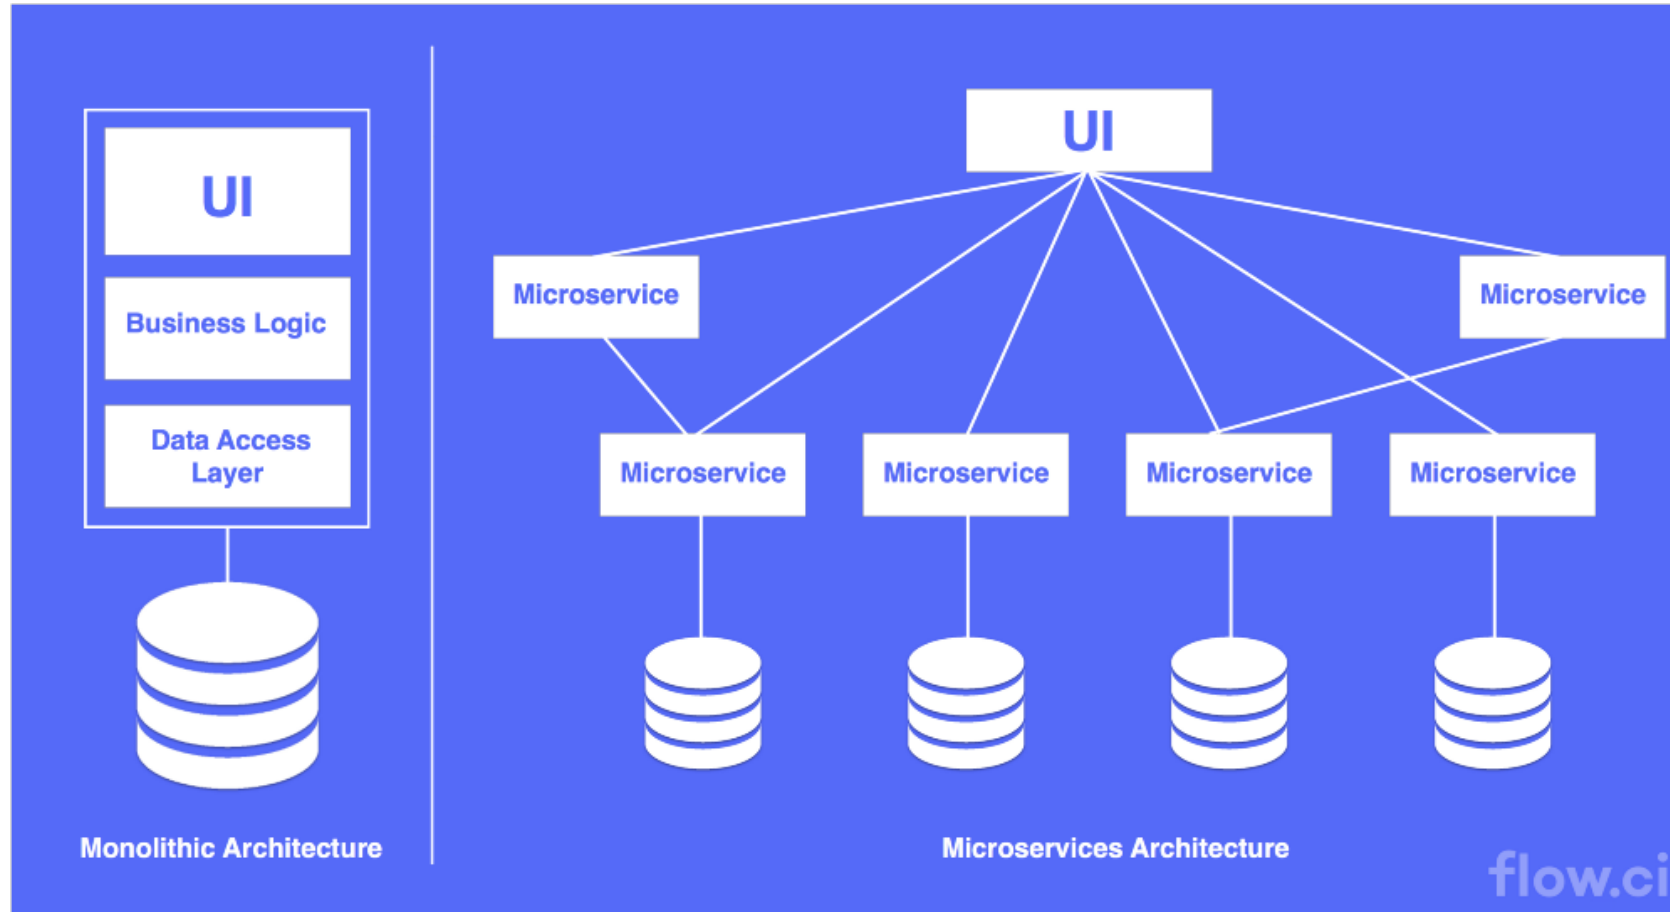 UI
Business Logic
Data Access
Layer
Monolithic Architecture
UI
Microservice
Microservice
Microservice
Microservice
Microservice
Microservice
Microservices Architecture
flow.ci